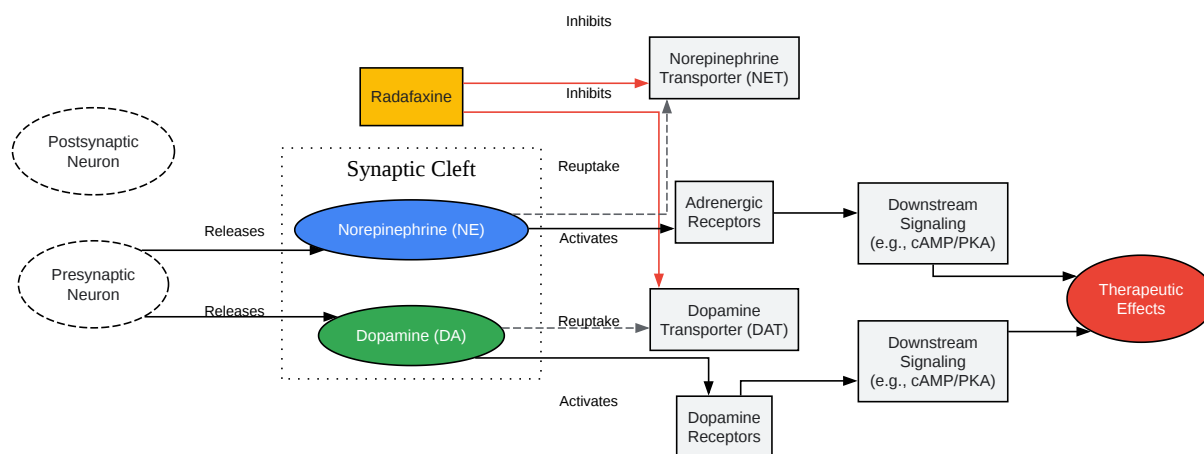 Inhibits
Norepinephrine
Transporter (NET)
Radafaxine
Inhibits
Postsynaptic
Neuron
Synaptic Cleft
Reuptake
Adrenergic
Receptors
Downstream
Signaling
(e.g., cAMP/PKA)
Releases
Norepinephrine (NE)
Activates
Presynaptic
Neuron
Therapeutic
Effects
Releases
Dopamine (DA)
Reuptake
Dopamine
Transporter (DAT)
Downstream
Signaling
(e.g., cAMP/PKA)
Activates
Dopamine
Receptors